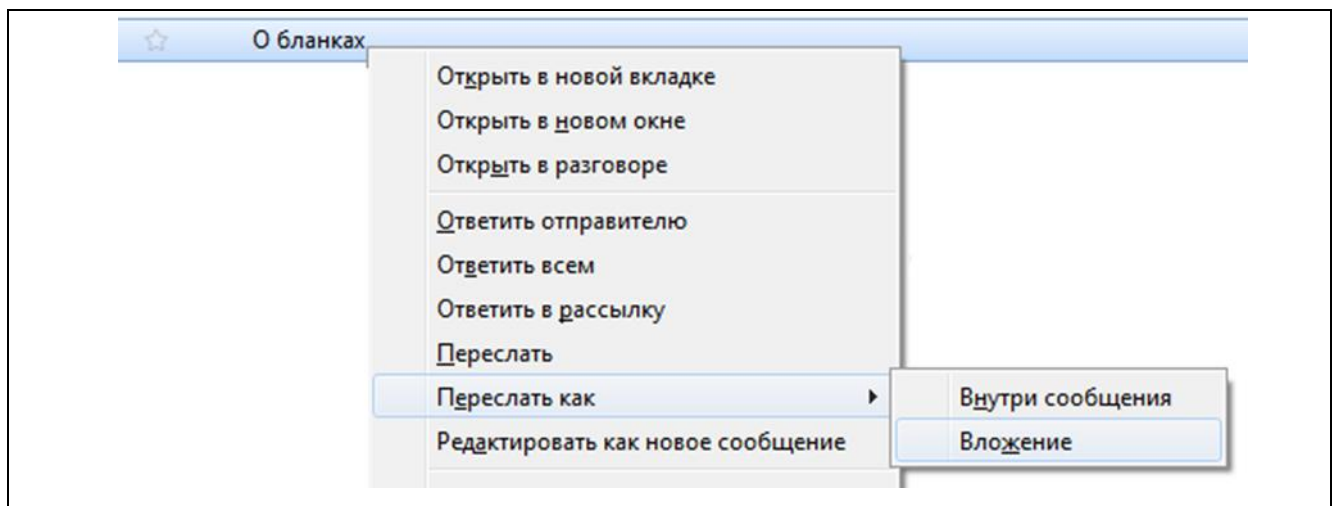 О бланках
Открыть в новой вкладке
Открыть в новом окне
Открыть в разговоре
Ответить отправителю
Ответить всем
Ответить в рассылку
Переслать
Переслать как
Внутри сообщения
Редактировать как новое сообщение
Вложение